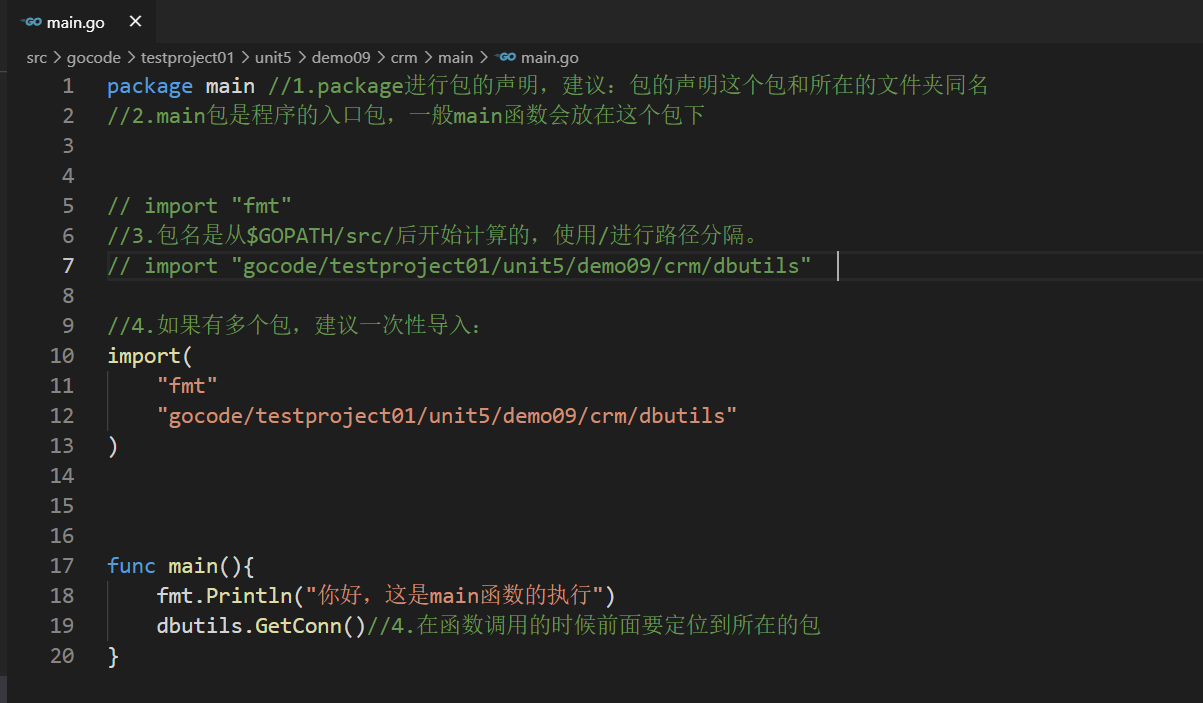 GO main.go ×
src > gocode > testproject01 > unit5 > demo09 > crm > main > GO main.go
1 package main //1.package进行包的声明，建议：包的声明这个包和所在的文件夹同名
2 //2.main包是程序的入口包，一般main函数会放在这个包下
3
4
5 // import "fmt"
6 //3.包名是从$GOPATH/src/后开始计算的，使用/进行路径分隔。
7 // import "gocode/testproject01/unit5/demo09/crm/dbutils"
8
9 //4.如果有多个包，建议一次性导入：
10 import(
11 "fmt"
12 "gocode/testproject01/unit5/demo09/crm/dbutils"
13 )
14
15
16
17 func main(){
18 fmt.Println("你好，这是main函数的执行")
19 dbutils.GetConn()//4.在函数调用的时候前面要定位到所在的包
20 }